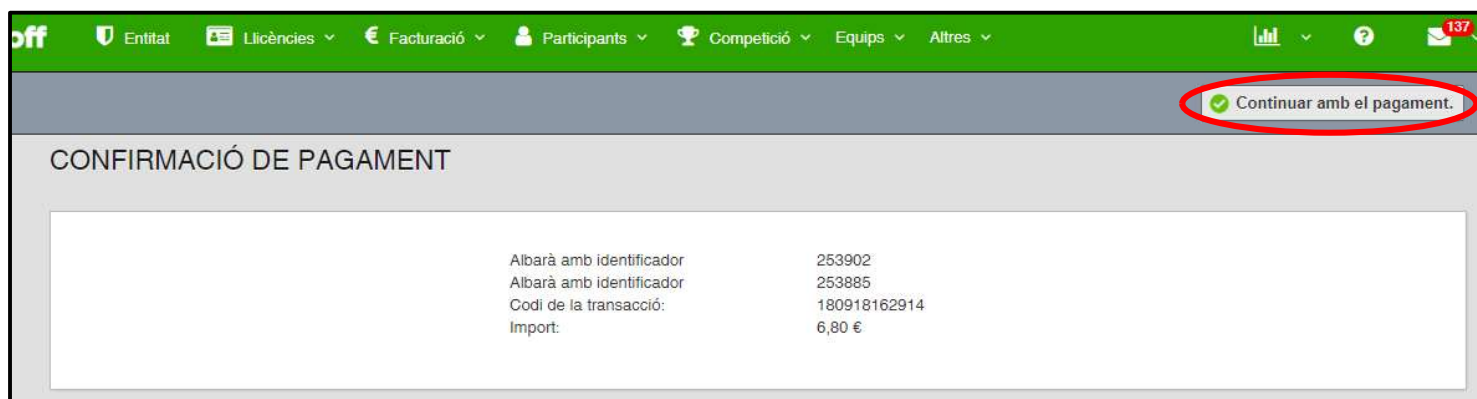 off Entitat Llicències Facturació Participants Competició Equips Altres 137
Continuar amb el pagament.
CONFIRMACIÓ DE PAGAMENT
Albarà amb identificador 253902
Albarà amb identificador 253885
Codi de la transacció: 180918162914
Import: 6,80 €